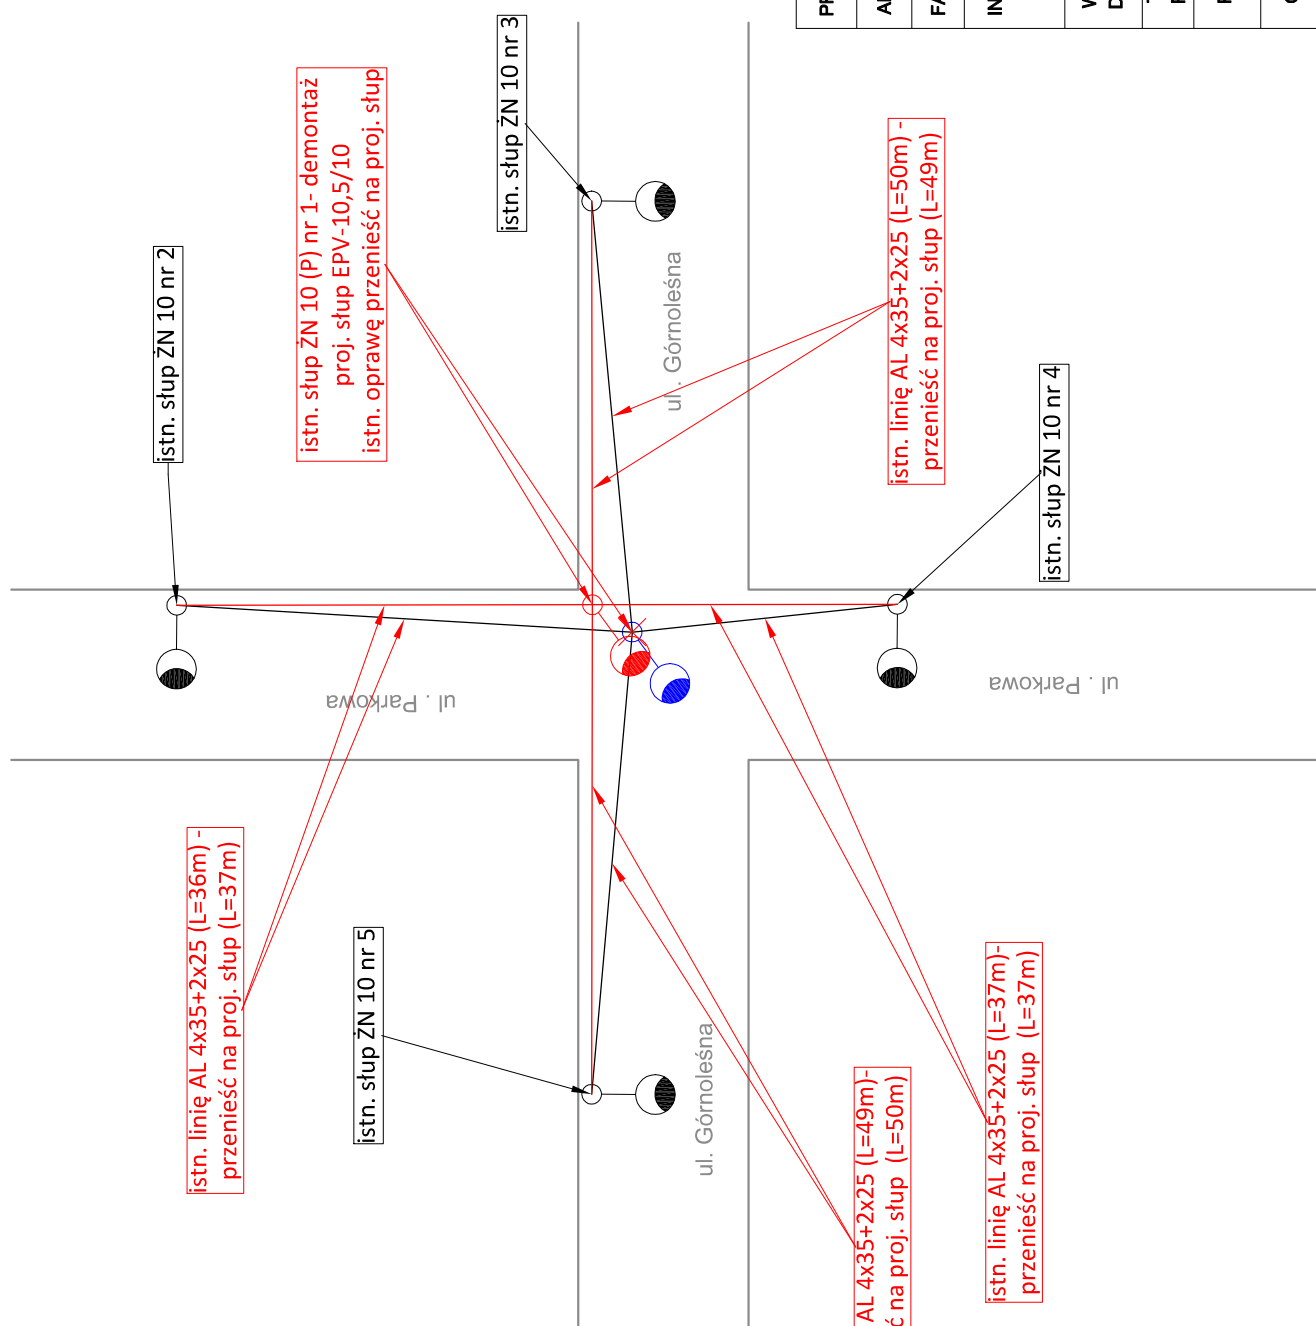 istn. słup ŻN 10 nr 2
istn. słup ŻN 10 (P) nr 1- demontaż
proj. słup EPV-10,5/10
istn. oprawę przenieść na proj. słup
istn. słup ŻN 10 nr 3
ul. Górnoleśna
istn. linię AL 4x35+2x25 (L=50m) -
przenieść na proj. słup (L=49m)
istn. słup ŻN 10 nr 4
ul. Parkowa
ul. Parkowa
istn. linię AL 4x35+2x25 (L=36m) -
przenieść na proj. słup (L=37m)
istn. słup ŻN 10 nr 5
ul. Górnoleśna
AL 4x35+2x25 (L=49m)-
ć na proj. słup (L=50m)
istn. linię AL 4x35+2x25 (L=37m)-
przenieść na proj. słup (L=37m)
PR
FA
IN